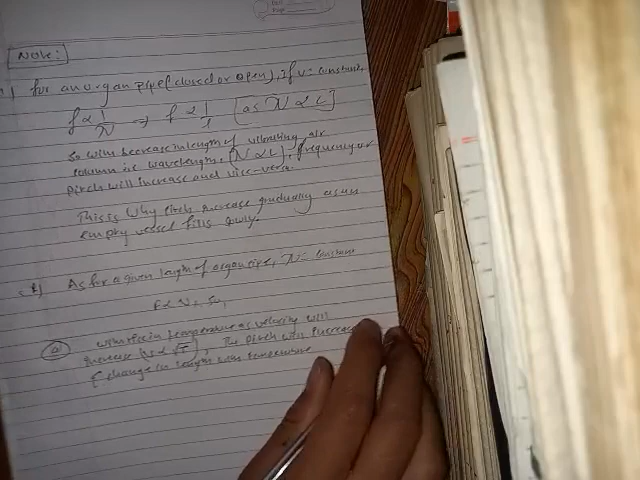 Note:
1) for an organ pipe (closed or open), If v = constant.
f ∝ 1/λ → f ∝ 1/l [as λ ∝ L]
So with decrease in length of vibrating air
column i.e wavelength, (λ ∝ L), frequency or
pitch will increase and vice-versa.
This is why pitch increase gradually as an
empty vessel fills
As for a given length of organ pipe, λ = constant
F ∝ V, So,
(a) with rise in temperature as velocity will
increase (as ∝ √T), The pitch will increase
change in length with temperature